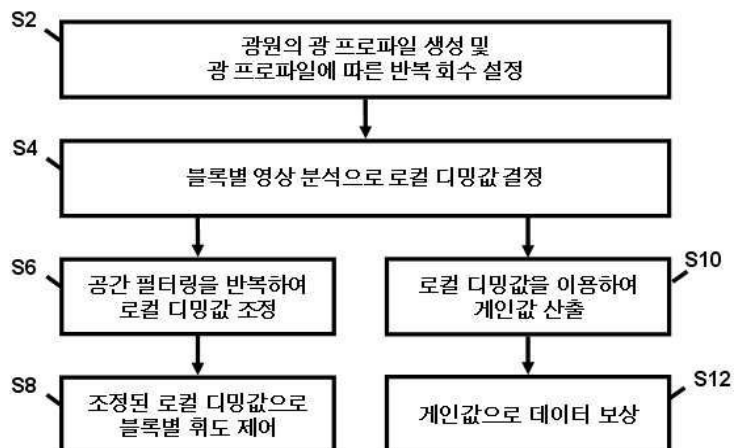 S2
광원의 광 프로파일 생성 및
광 프로파일에 따른 반복 회수 설정
S4
블록별 영상 분석으로 로컬 디밍값 결정
S6
공간 필터링을 반복하여
로컬 디밍값 조정
S10
로컬 디밍값을 이용하여
게인값 산출
S8
조정된 로컬 디밍값으로
블록별 휘도 제어
S12
게인값으로 데이터 보상